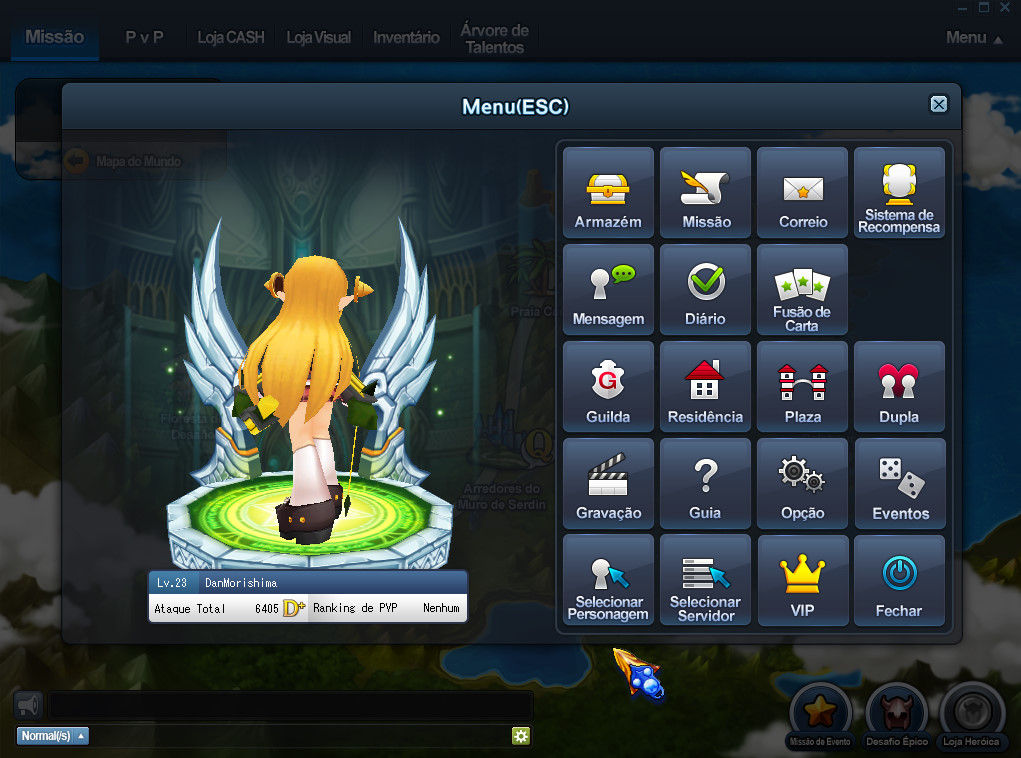 Missão
P v P
Loja CASH
Loja Visual
Inventário
Árvore de
Talentos
Menu
Menu(ESC)
Mapa do Mundo
Armazém
Missão
Correio
Sistema de
Recompensa
Mensagem
Diário
Fusão de
Carta
Praia Ca
G
Guilda
Residência
Plaza
Dupla
Arredores do
Muro de Serdin
Gravação
?
Guia
Opção
Eventos
Selecionar
Personagem
Selecionar
Servidor
VIP
Fechar
Lv.23 DanMorishima
Ataque Total 6405 D+ Ranking de PVP Nenhum
Normal(/s)
Missão de Evento
Desafio Épico
Loja Heróica